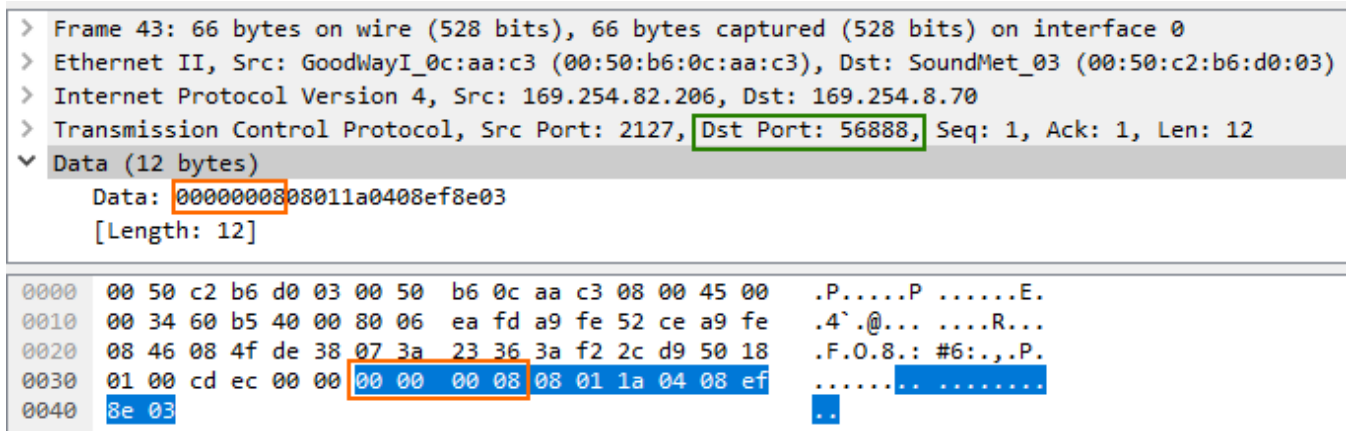 > Frame 43: 66 bytes on wire (528 bits), 66 bytes captured (528 bits) on interface 0
> Ethernet II, Src: GoodWayI_0c:aa:c3 (00:50:b6:0c:aa:c3), Dst: SoundMet_03 (00:50:c2:b6:d0:03)
> Internet Protocol Version 4, Src: 169.254.82.206, Dst: 169.254.8.70
> Transmission Control Protocol, Src Port: 2127, Dst Port: 56888, Seq: 1, Ack: 1, Len: 12
Data (12 bytes)
Data: 0000000808011a0408ef8e03
[Length: 12]
0000 00 50 c2 b6 d0 03 00 50 b6 0c aa c3 08 00 45 00 .P.....P ......E.
0010 00 34 60 b5 40 00 80 06 ea fd a9 fe 52 ce a9 fe .4`.@... ....R...
0020 08 46 08 4f de 38 07 3a 23 36 3a f2 2c d9 50 18 .F.O.8.: #6:.,.P.
0030 01 00 cd ec 00 00 00 00 00 08 08 01 1a 04 08 ef ........ ........
0040 8e 03 ..